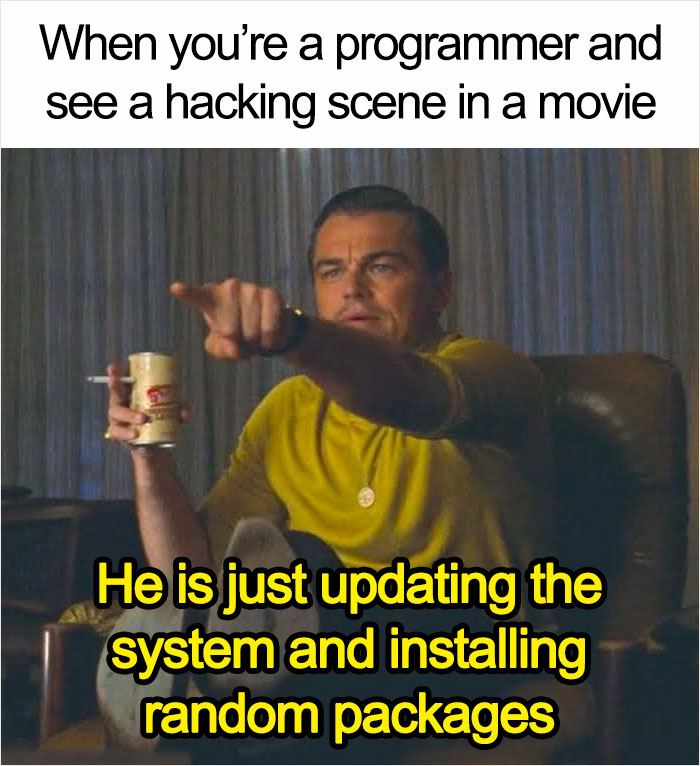 When you’re a programmer and
see a hacking scene in a movie
He is just updating the
system and installing
random packages